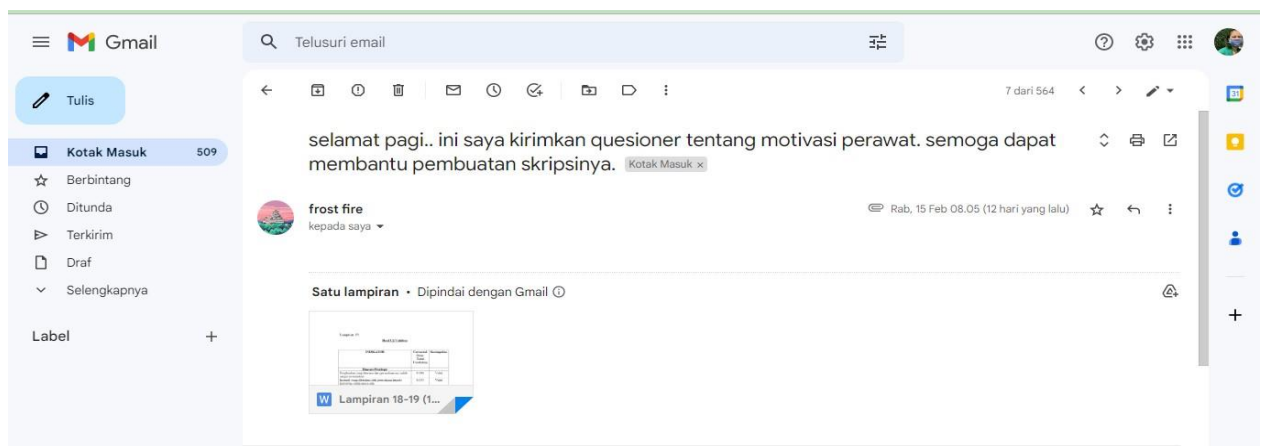 Gmail
Telusuri email
Tulis
7 dari 564
31
Kotak Masuk 509
Berbintang
Ditunda
Terkirim
Draf
Selengkapnya
Label
selamat pagi.. ini saya kirimkan quesioner tentang motivasi perawat. semoga dapat
membantu pembuatan skripsinya. Kotak Masuk ×
frost fire
Rab, 15 Feb 08.05 (12 hari yang lalu)
kepada saya
Satu lampiran • Dipindai dengan Gmail
W Lampiran 18-19 (1...